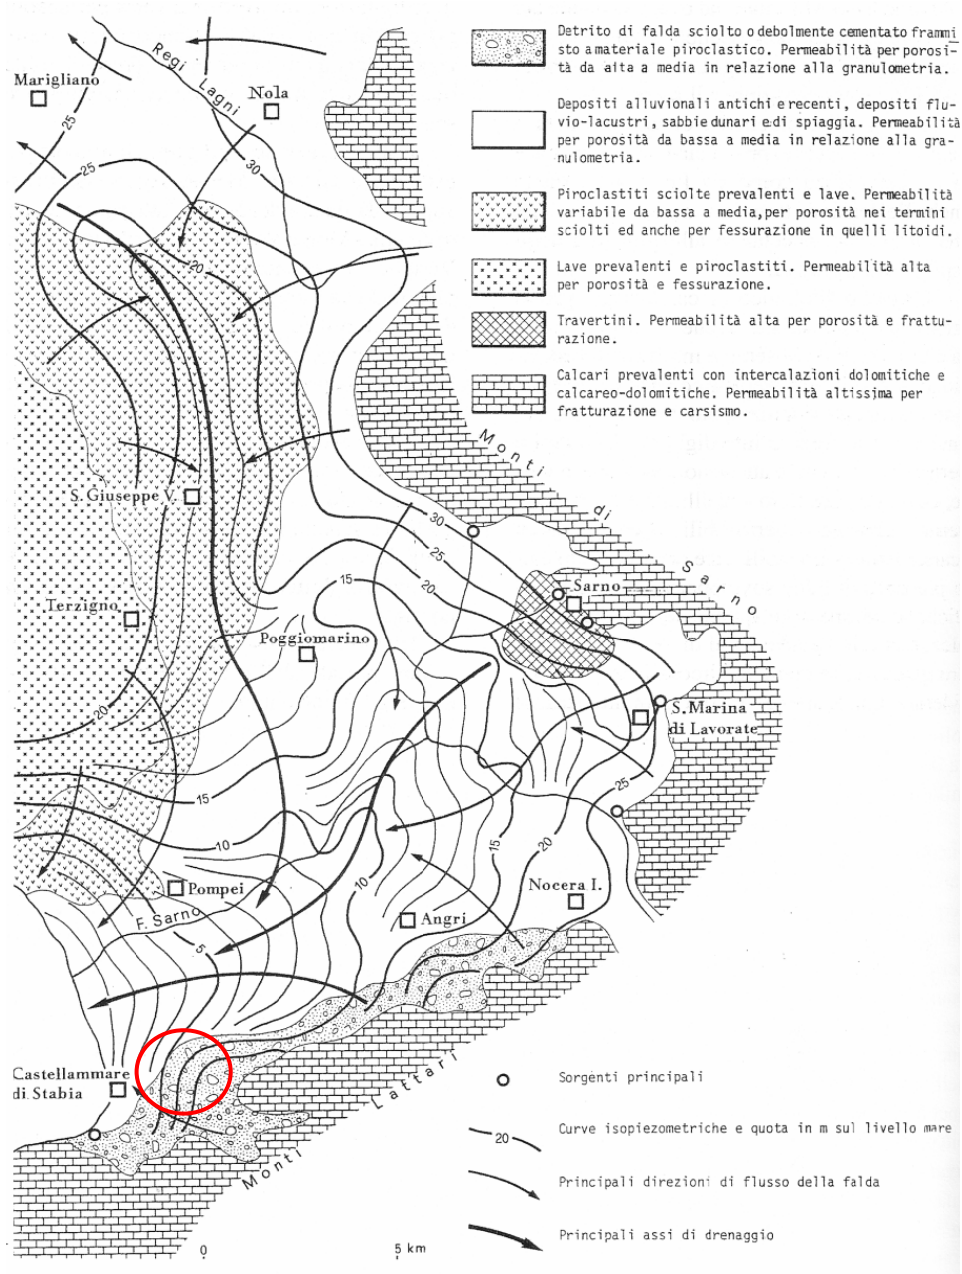 Detrito di falda sciolto o debolmente cementato frammi
sto a materiale piroclastico. Permeabilità per porosi-
tà da alta a media in relazione alla granulometria.
Depositi alluvionali antichi e recenti, depositi flu-
vio-lacustri, sabbie dunari e di spiaggia. Permeabilità
per porosità da bassa a media in relazione alla gra-
nulometria.
Piroclastiti sciolte prevalenti e lave. Permeabilità
variabile da bassa a media, per porosità nei termini
sciolti ed anche per fessurazione in quelli litoidi.
Lave prevalenti e piroclastiti. Permeabilità alta
per porosità e fessurazione.
Travertini. Permeabilità alta per porosità e frattu-
razione.
Calcari prevalenti con intercalazioni dolomitiche e
calcareo-dolomitiche. Permeabilità altissima per
fratturazione e carsismo.
Regi Lagni
Marigliano
Nola
25
25
30
20
Monti di Sarno
S. Giuseppe V.
30
25
20
15
Sarno
Terzigno
Poggiomarino
20
S. Marina
di Lavorate
25
15
10
15
20
10
Pompei
Nocera I.
F. Sarno
Angri
5
Castellammare
di Stabia
Monti Lattari
0
5 km
Sorgenti principali
20
Curve isopiezometriche e quota in m sul livello mare
Principali direzioni di flusso della falda
Principali assi di drenaggio